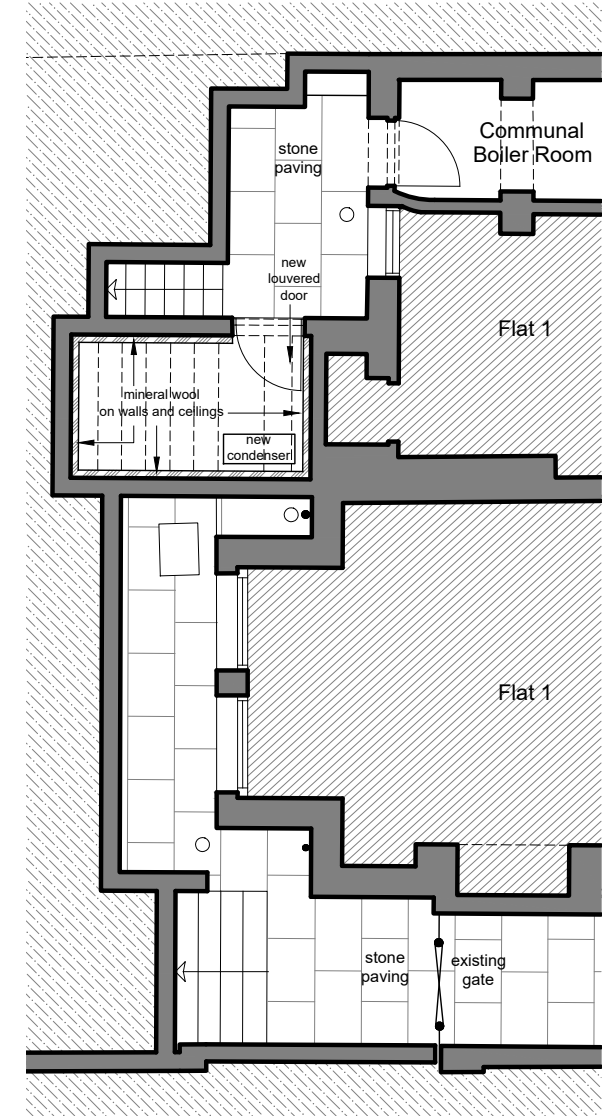 Communal
Boiler Room
stone
paving
new
louvered
door
Flat 1
mineral wool
on walls and ceilings
new
condenser
Flat 1
stone
paving
existing
gate